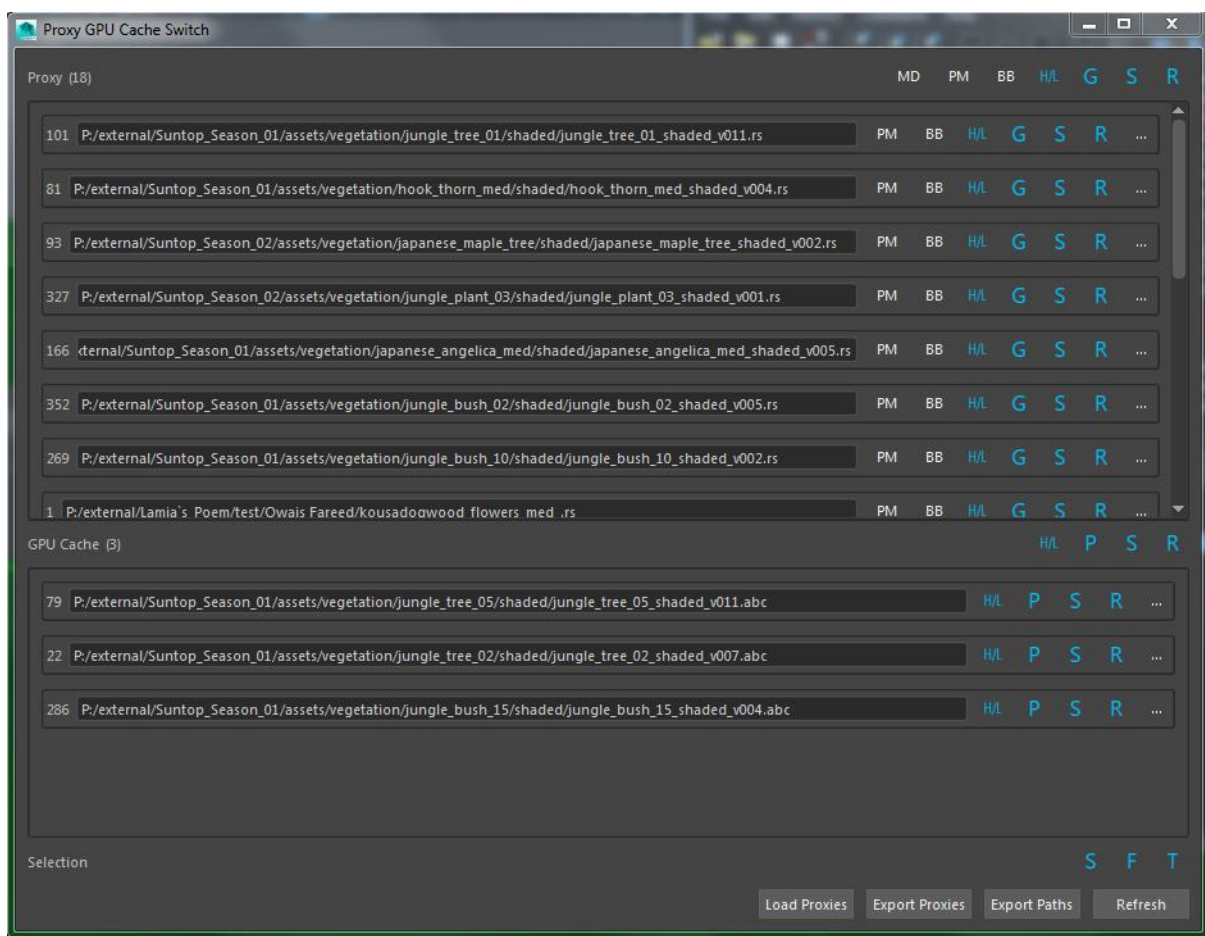 Proxy GPU Cache Switch
Proxy (18) MD PM BB H/L G S R
101 P:/external/Suntop_Season_01/assets/vegetation/jungle_tree_01/shaded/jungle_tree_01_shaded_v011.rs PM BB H/L G S R ...
81 P:/external/Suntop_Season_01/assets/vegetation/hook_thorn_med/shaded/hook_thorn_med_shaded_v004.rs PM BB H/L G S R ...
93 P:/external/Suntop_Season_02/assets/vegetation/japanese_maple_tree/shaded/japanese_maple_tree_shaded_v002.rs PM BB H/L G S R ...
327 P:/external/Suntop_Season_02/assets/vegetation/jungle_plant_03/shaded/jungle_plant_03_shaded_v001.rs PM BB H/L G S R ...
166 ternal/Suntop_Season_01/assets/vegetation/japanese_angelica_med/shaded/japanese_angelica_med_shaded_v005.rs PM BB H/L G S R ...
352 P:/external/Suntop_Season_01/assets/vegetation/jungle_bush_02/shaded/jungle_bush_02_shaded_v005.rs PM BB H/L G S R ...
269 P:/external/Suntop_Season_01/assets/vegetation/jungle_bush_10/shaded/jungle_bush_10_shaded_v002.rs PM BB H/L G S R ...
1 P:/external/Lamia`s_Poem/test/Owais_Fareed/kousadogwood_flowers_med_.rs PM BB H/L G S R ...
GPU Cache (3) H/L P S R
79 P:/external/Suntop_Season_01/assets/vegetation/jungle_tree_05/shaded/jungle_tree_05_shaded_v011.abc H/L P S R ...
22 P:/external/Suntop_Season_01/assets/vegetation/jungle_tree_02/shaded/jungle_tree_02_shaded_v007.abc H/L P S R ...
286 P:/external/Suntop_Season_01/assets/vegetation/jungle_bush_15/shaded/jungle_bush_15_shaded_v004.abc H/L P S R ...
Selection S F T
Load Proxies Export Proxies Export Paths Refresh